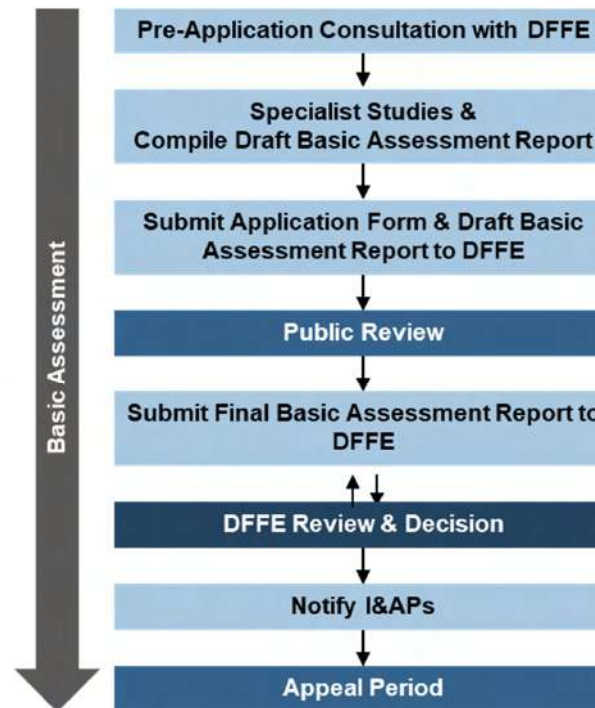 Pre-Application Consultation with DFFE
Specialist Studies &
Compile Draft Basic Assessment Report
Submit Application Form & Draft Basic
Assessment Report to DFFE
Public Review
Submit Final Basic Assessment Report to
DFFE
DFFE Review & Decision
Notify I&APs
Appeal Period
Basic Assessment